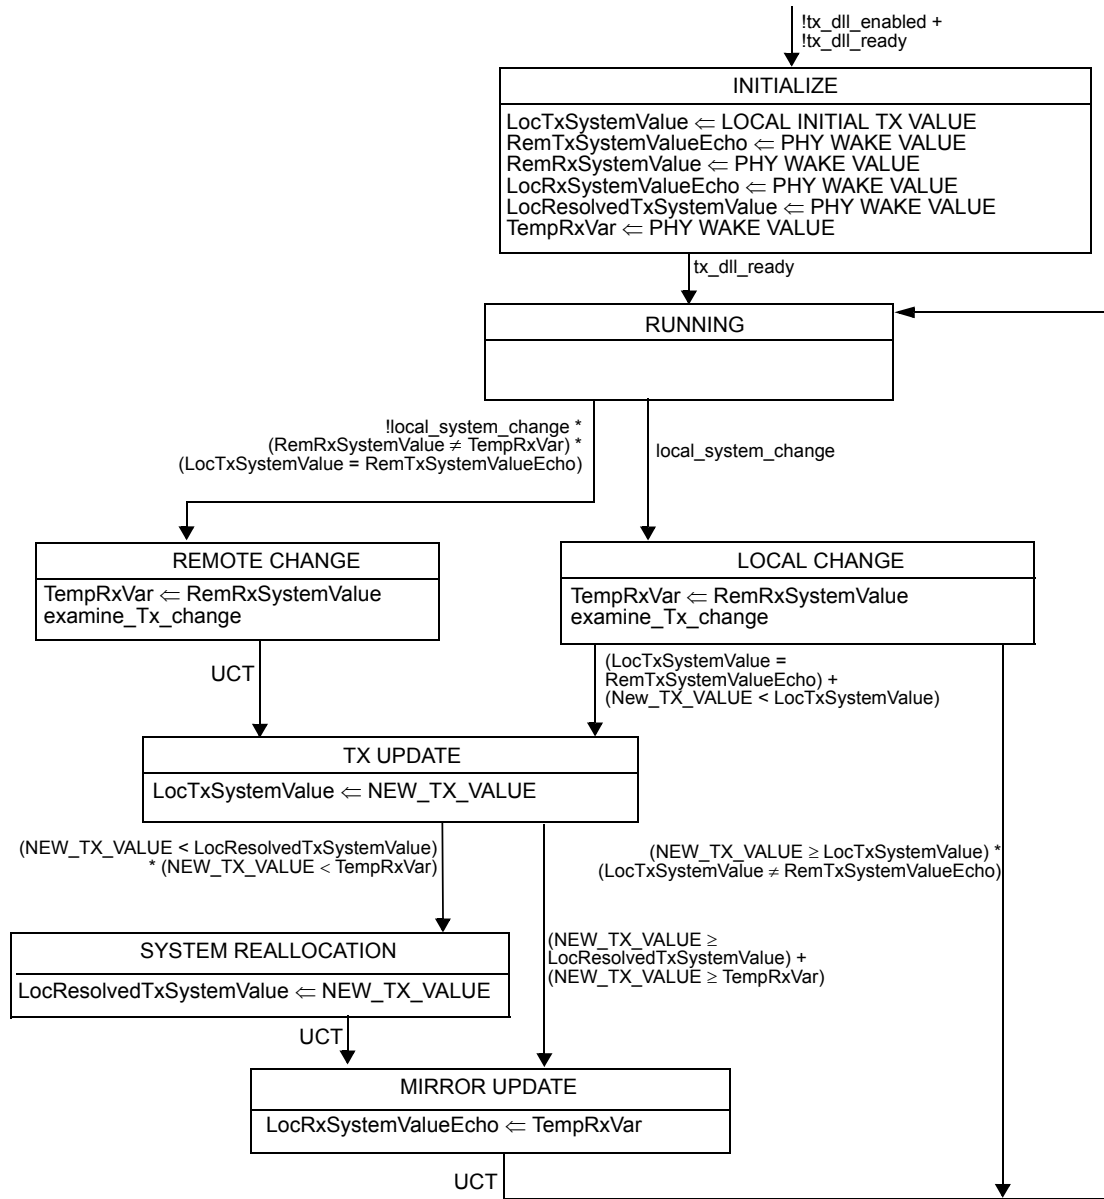 !tx_dll_enabled +
!tx_dll_ready
INITIALIZE
LocTxSystemValue ⇐ LOCAL INITIAL TX VALUE
RemTxSystemValueEcho ⇐ PHY WAKE VALUE
RemRxSystemValue ⇐ PHY WAKE VALUE
LocRxSystemValueEcho ⇐ PHY WAKE VALUE
LocResolvedTxSystemValue ⇐ PHY WAKE VALUE
TempRxVar ⇐ PHY WAKE VALUE
tx_dll_ready
RUNNING
!local_system_change *
(RemRxSystemValue ≠ TempRxVar) *
(LocTxSystemValue = RemTxSystemValueEcho)
local_system_change
REMOTE CHANGE
TempRxVar ⇐ RemRxSystemValue
examine_Tx_change
LOCAL CHANGE
TempRxVar ⇐ RemRxSystemValue
examine_Tx_change
UCT
(LocTxSystemValue =
RemTxSystemValueEcho) +
(New_TX_VALUE < LocTxSystemValue)
TX UPDATE
LocTxSystemValue ⇐ NEW_TX_VALUE
(NEW_TX_VALUE < LocResolvedTxSystemValue)
* (NEW_TX_VALUE < TempRxVar)
(NEW_TX_VALUE ≥ LocTxSystemValue) *
(LocTxSystemValue ≠ RemTxSystemValueEcho)
SYSTEM REALLOCATION
LocResolvedTxSystemValue ⇐ NEW_TX_VALUE
(NEW_TX_VALUE ≥
LocResolvedTxSystemValue) +
(NEW_TX_VALUE ≥ TempRxVar)
UCT
MIRROR UPDATE
LocRxSystemValueEcho ⇐ TempRxVar
UCT